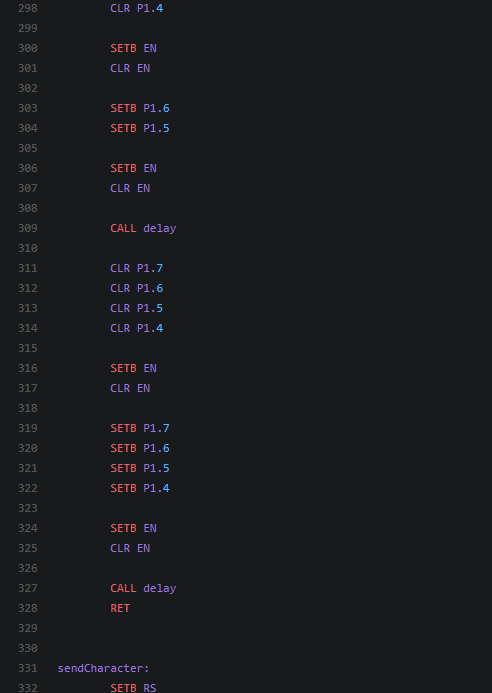 298 CLR P1.4
299
300 SETB EN
301 CLR EN
302
303 SETB P1.6
304 SETB P1.5
305
306 SETB EN
307 CLR EN
308
309 CALL delay
310
311 CLR P1.7
312 CLR P1.6
313 CLR P1.5
314 CLR P1.4
315
316 SETB EN
317 CLR EN
318
319 SETB P1.7
320 SETB P1.6
321 SETB P1.5
322 SETB P1.4
323
324 SETB EN
325 CLR EN
326
327 CALL delay
328 RET
329
330
331 sendCharacter:
332 SETB RS